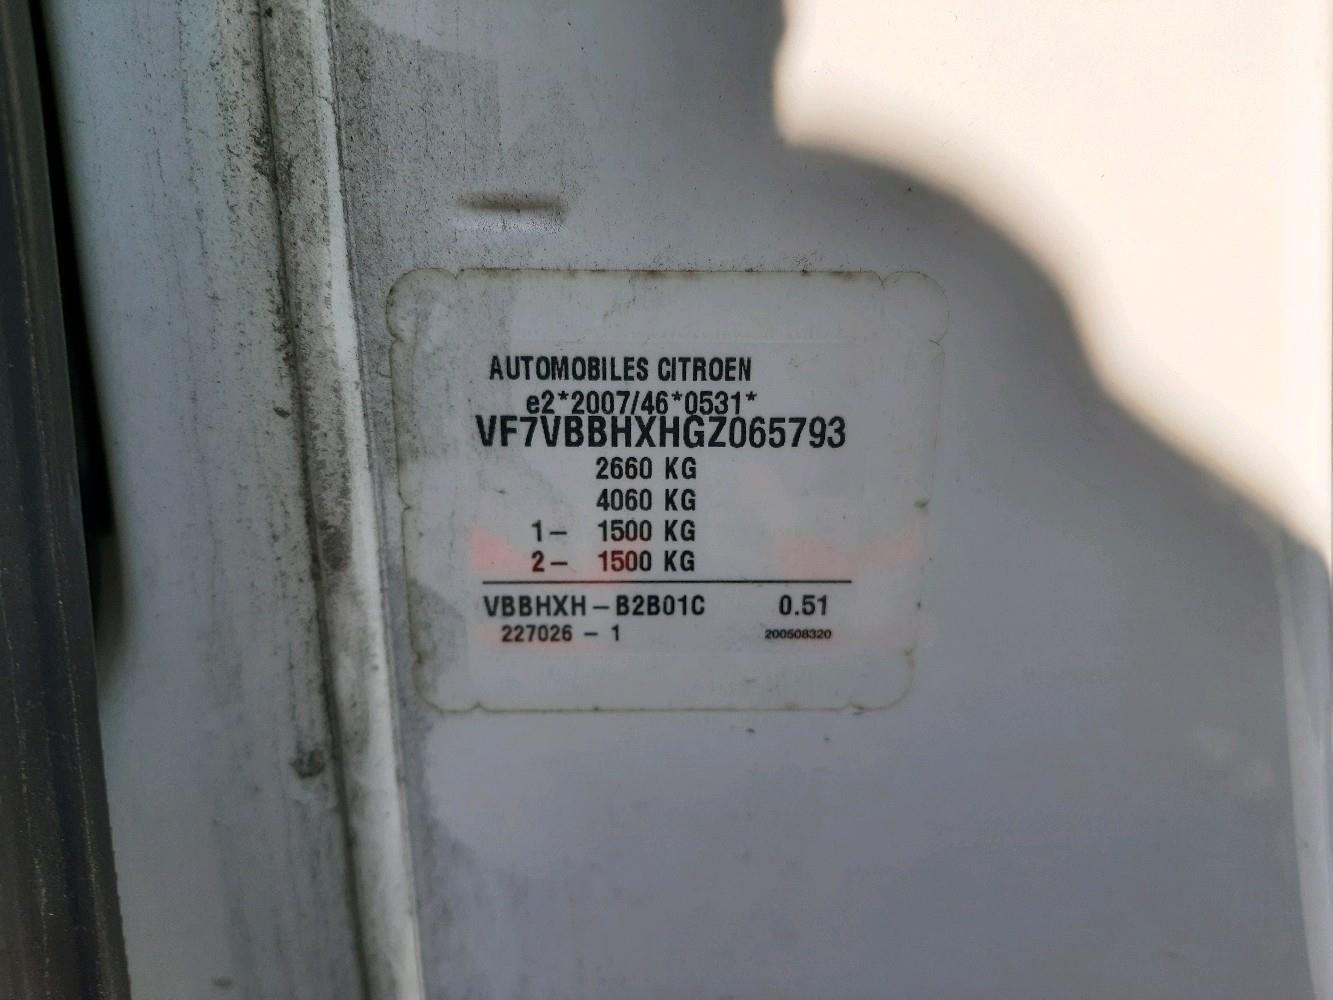 AUTOMOBILES CITROEN
e2*2007/46*0531*
VF7VBBHXHGZ065793
2660 KG
4060 KG
1– 1500 KG
2– 1500 KG
VBBHXH – B2B01C 0.51
227026 – 1 200508320